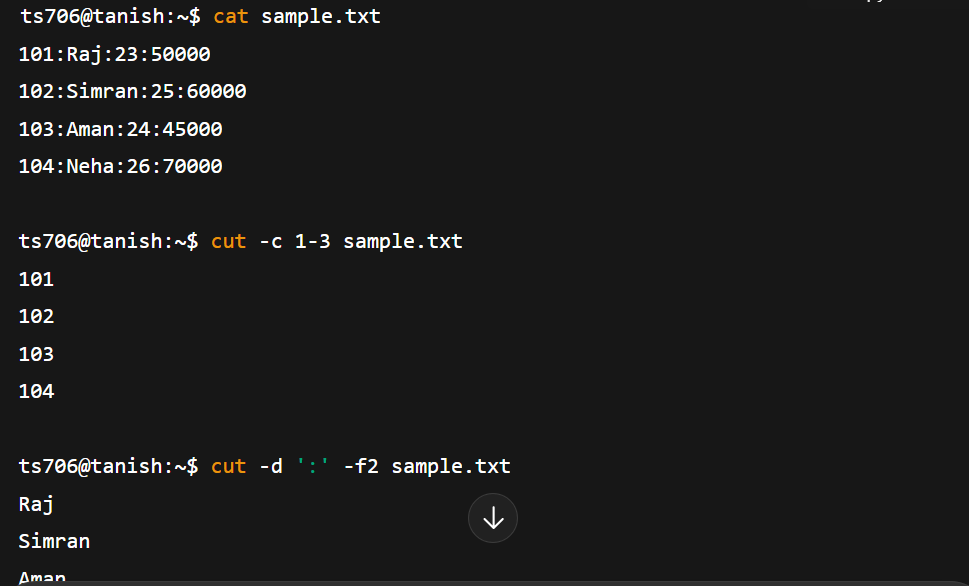 ts706@tanish:~$ cat sample.txt
101:Raj:23:50000
102:Simran:25:60000
103:Aman:24:45000
104:Neha:26:70000
ts706@tanish:~$ cut -c 1-3 sample.txt
101
102
103
104
ts706@tanish:~$ cut -d ':' -f2 sample.txt
Raj
Simran
Aman